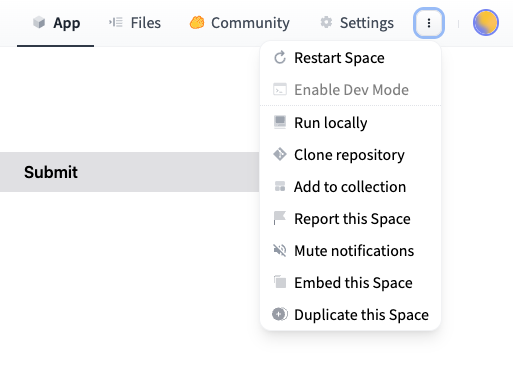 App Files Community Settings
Restart Space
Enable Dev Mode
Run locally
Clone repository
Submit
Add to collection
Report this Space
Mute notifications
Embed this Space
Duplicate this Space